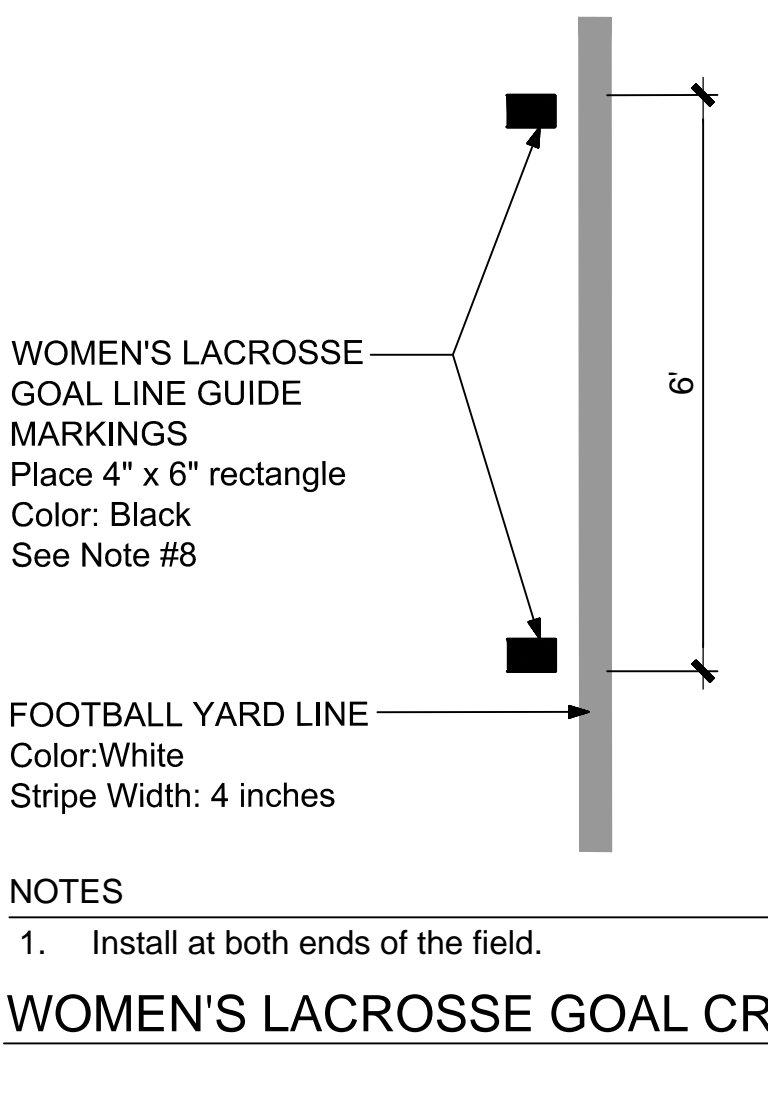 6'
WOMEN'S LACROSSE
GOAL LINE GUIDE
MARKINGS
Place 4" x 6" rectangle
Color: Black
See Note #8
FOOTBALL YARD LINE
Color:White
Stripe Width: 4 inches
NOTES
1. Install at both ends of the field.
WOMEN'S LACROSSE GOAL CR